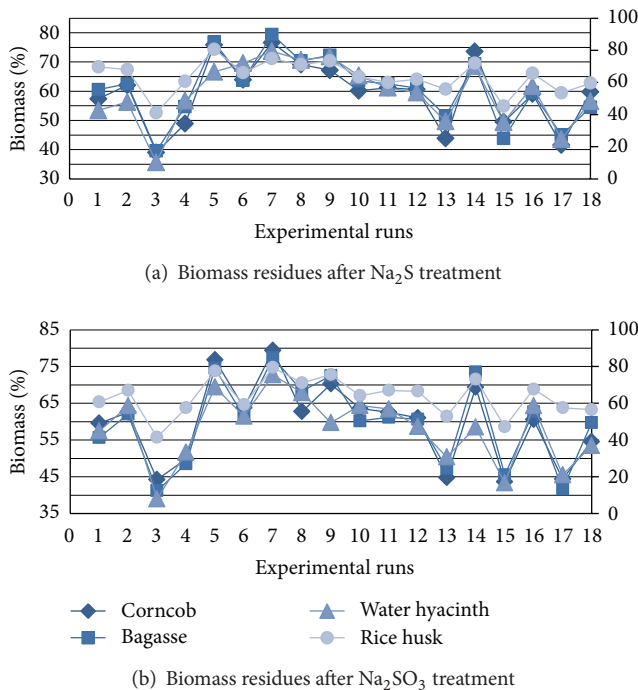 80
70
60
50
40
30
Biomass (%)
100
80
60
40
20
0
0 1 2 3 4 5 6 7 8 9 10 11 12 13 14 15 16 17 18
Experimental runs
(a) Biomass residues after Na₂S treatment
85
75
65
55
45
35
Biomass (%)
100
80
60
40
20
0
0 1 2 3 4 5 6 7 8 9 10 11 12 13 14 15 16 17 18
Experimental runs
Corncob
Bagasse
Water hyacinth
Rice husk
(b) Biomass residues after Na₂SO₃ treatment